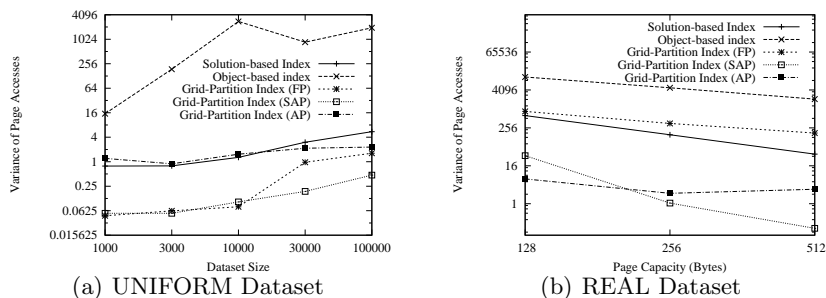 4096
1024
256
64
16
4
1
0.25
0.0625
0.015625
Variance of Page Accesses
Solution-based Index
Object-based index
Grid-Partition Index (FP)
Grid-Partition Index (SAP)
Grid-Partition Index (AP)
1000 3000 10000 30000 100000
Dataset Size
(a) UNIFORM Dataset
65536
4096
256
16
1
Variance of Page Accesses
Solution-based Index
Object-based Index
Grid-Partition Index (FP)
Grid-Partition Index (SAP)
Grid-Partition Index (AP)
128 256 512
Page Capacity (Bytes)
(b) REAL Dataset